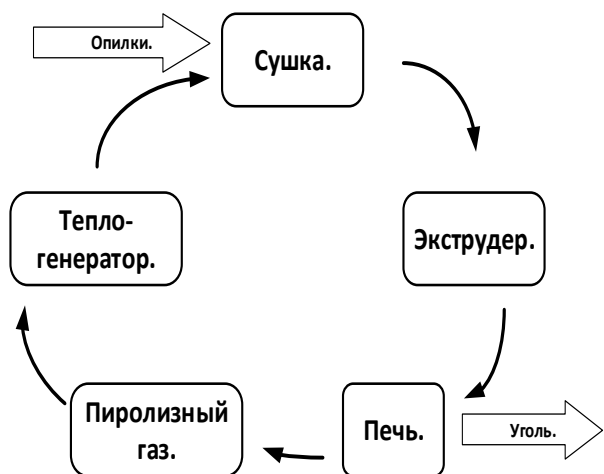 Опилки.
Сушка.
Экструдер.
Печь.
Уголь.
Пиролизный
газ.
Тепло-
генератор.